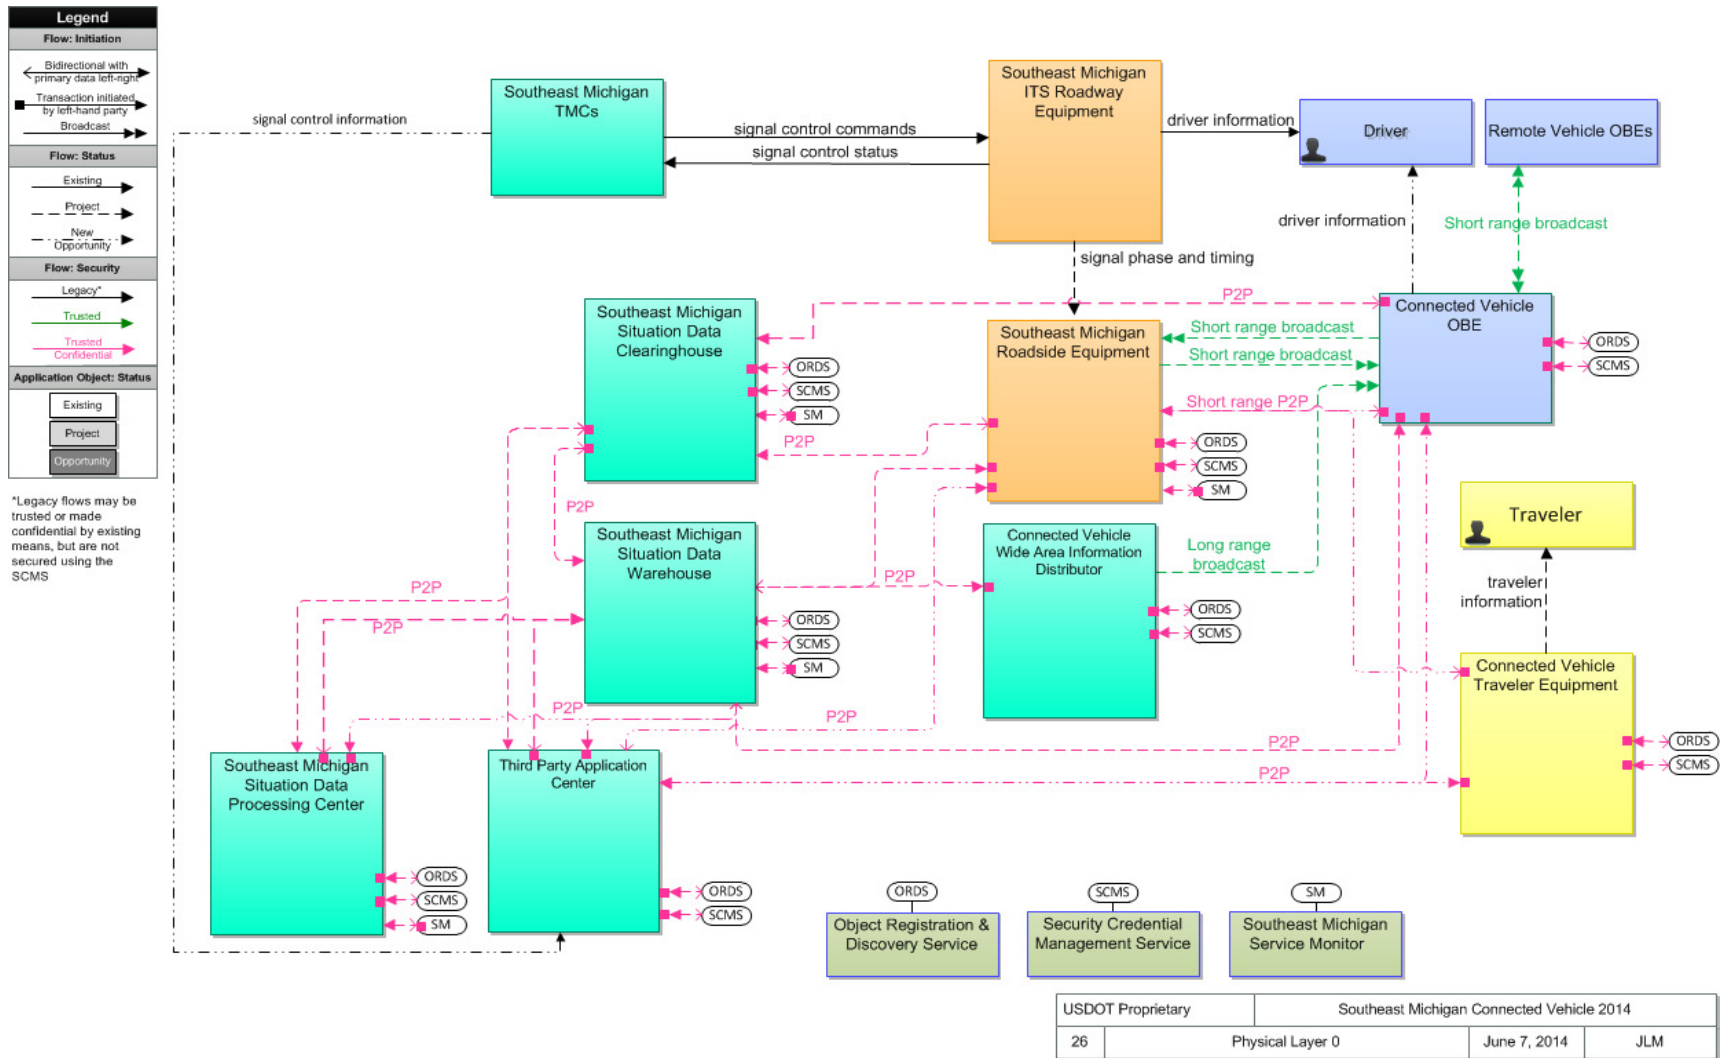 Legend
Flow: Initiation
Bidirectional with
primary data left-right
Transaction initiated
by left-hand party
Broadcast
Flow: Status
Existing
Project
New
Opportunity
Flow: Security
Legacy*
Trusted
Trusted
Confidential
Application Object: Status
Existing
Project
Opportunity
*Legacy flows may be
trusted or made
confidential by existing
means, but are not
secured using the
SCMS
signal control information
Southeast Michigan
TMCs
signal control commands
signal control status
Southeast Michigan
ITS Roadway
Equipment
driver information
Driver
Remote Vehicle OBEs
driver information
Short range broadcast
signal phase and timing
P2P
Southeast Michigan
Situation Data
Clearinghouse
ORDS
SCMS
SM
P2P
Southeast Michigan
Roadside Equipment
Short range broadcast
Short range broadcast
Short range P2P
ORDS
SCMS
SM
Connected Vehicle
OBE
ORDS
SCMS
Traveler
traveler
information
P2P
Southeast Michigan
Situation Data
Warehouse
ORDS
SCMS
SM
P2P
Connected Vehicle
Wide Area Information
Distributor
Long range
broadcast
ORDS
SCMS
P2P
P2P
P2P
P2P
P2P
P2P
Connected Vehicle
Traveler Equipment
ORDS
SCMS
Southeast Michigan
Situation Data
Processing Center
ORDS
SCMS
SM
Third Party Application
Center
ORDS
SCMS
ORDS
Object Registration &
Discovery Service
SCMS
Security Credential
Management Service
SM
Southeast Michigan
Service Monitor
USDOT Proprietary
Southeast Michigan Connected Vehicle 2014
26
Physical Layer 0
June 7, 2014
JLM